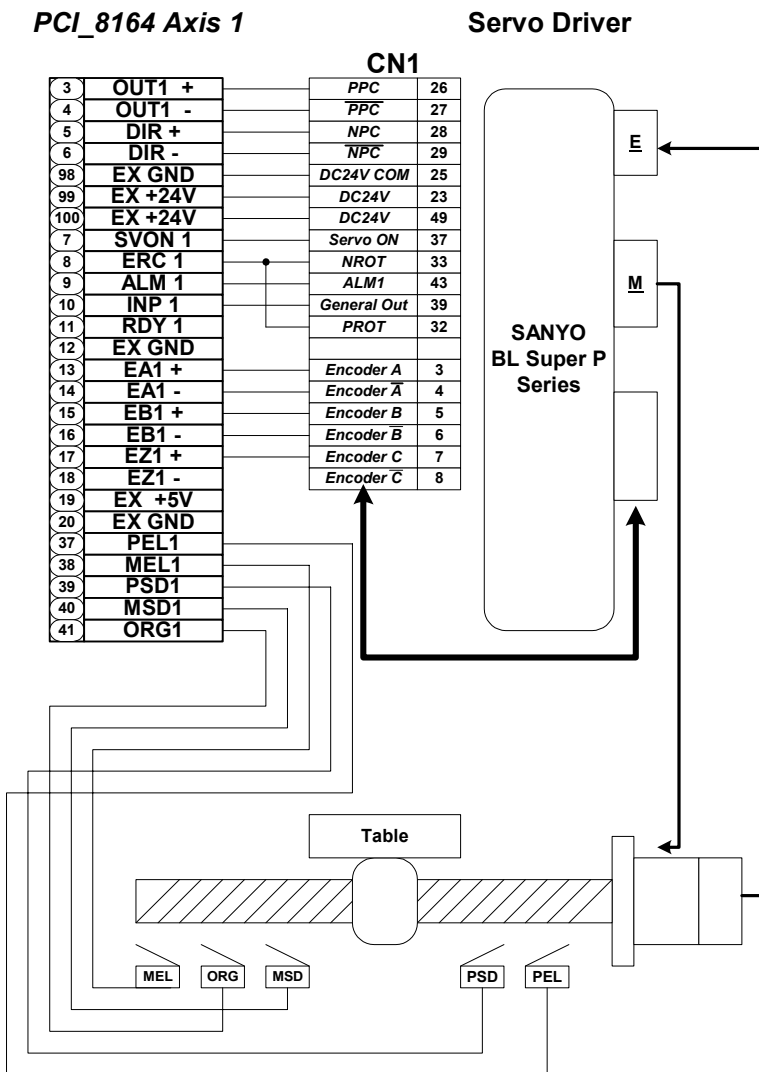 PCI_8164 Axis 1 Servo Driver
CN1
3 OUT1 + PPC 26
4 OUT1 - P̅P̅C̅ 27
5 DIR + NPC 28
6 DIR - N̅P̅C̅ 29
98 EX GND DC24V COM 25
99 EX +24V DC24V 23
100 EX +24V DC24V 49
7 SVON 1 Servo ON 37
8 ERC 1 NROT 33
9 ALM 1 ALM1 43
10 INP 1 General Out 39
11 RDY 1 PROT 32
12 EX GND
13 EA1 + Encoder A 3
14 EA1 - Encoder A̅ 4
15 EB1 + Encoder B 5
16 EB1 - Encoder B̅ 6
17 EZ1 + Encoder C 7
18 EZ1 - Encoder C̅ 8
19 EX +5V
20 EX GND
37 PEL1
38 MEL1
39 PSD1
40 MSD1
41 ORG1
E
M
SANYO
BL Super P
Series
Table
MEL ORG MSD PSD PEL